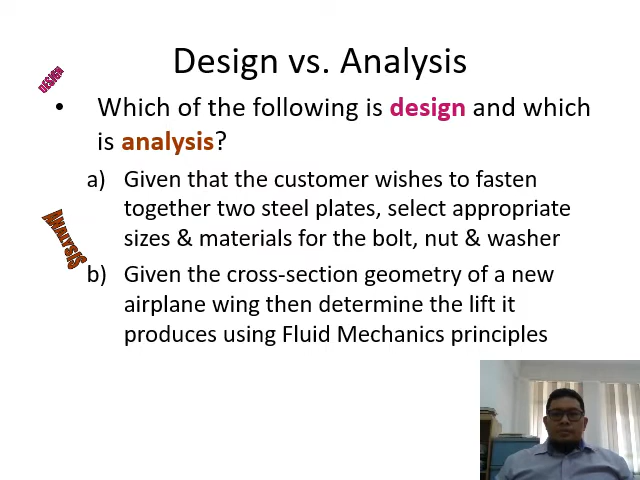 Design vs. Analysis
DESIGN
• Which of the following is design and which
is analysis?
a) Given that the customer wishes to fasten
together two steel plates, select appropriate
sizes & materials for the bolt, nut & washer
ANALYSIS
b) Given the cross-section geometry of a new
airplane wing then determine the lift it
produces using Fluid Mechanics principles